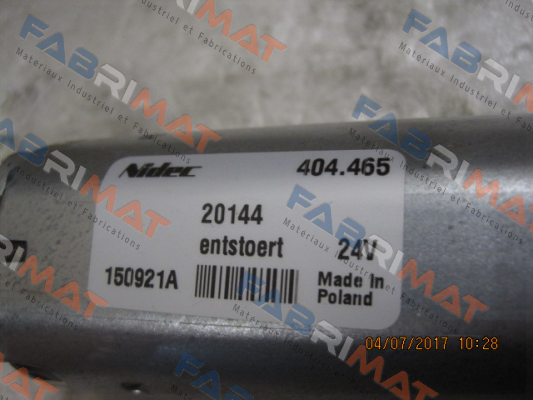 Nidec 404.465
20144
entstoert 24V
150921A
Made In
Poland
04/07/2017 10:28
FABRIMAT
Materiaux Industriel et Fabrications